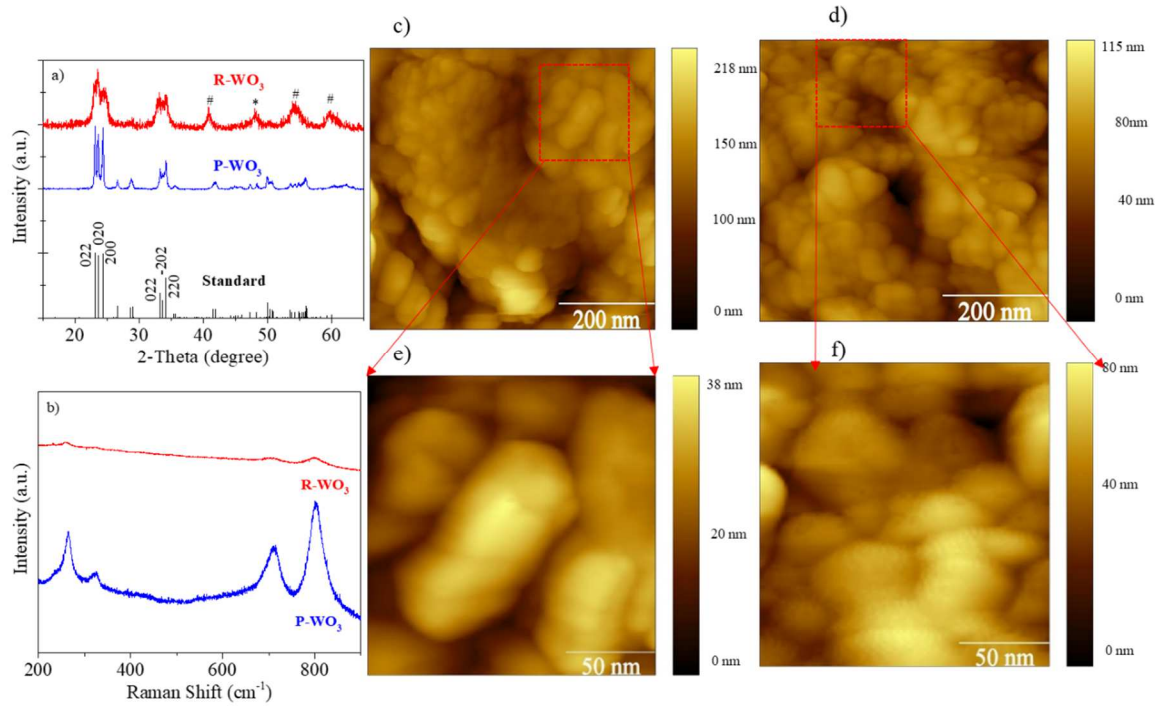 a)
R-WO3
#
*
#
#
P-WO3
022
020
200
022
-202
220
Standard
Intensity (a.u.)
20
30
40
50
60
2-Theta (degree)
b)
R-WO3
P-WO3
Intensity (a.u.)
200
400
600
800
Raman Shift (cm-1)
c)
218 nm
150 nm
100 nm
0 nm
200 nm
d)
115 nm
80nm
40 nm
0 nm
200 nm
e)
38 nm
20 nm
0 nm
50 nm
f)
80 nm
40 nm
0 nm
50 nm